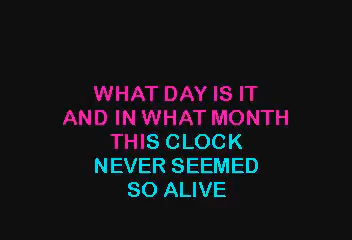 WHAT DAY IS IT
AND IN WHAT MONTH
THIS CLOCK
NEVER SEEMED
SO ALIVE